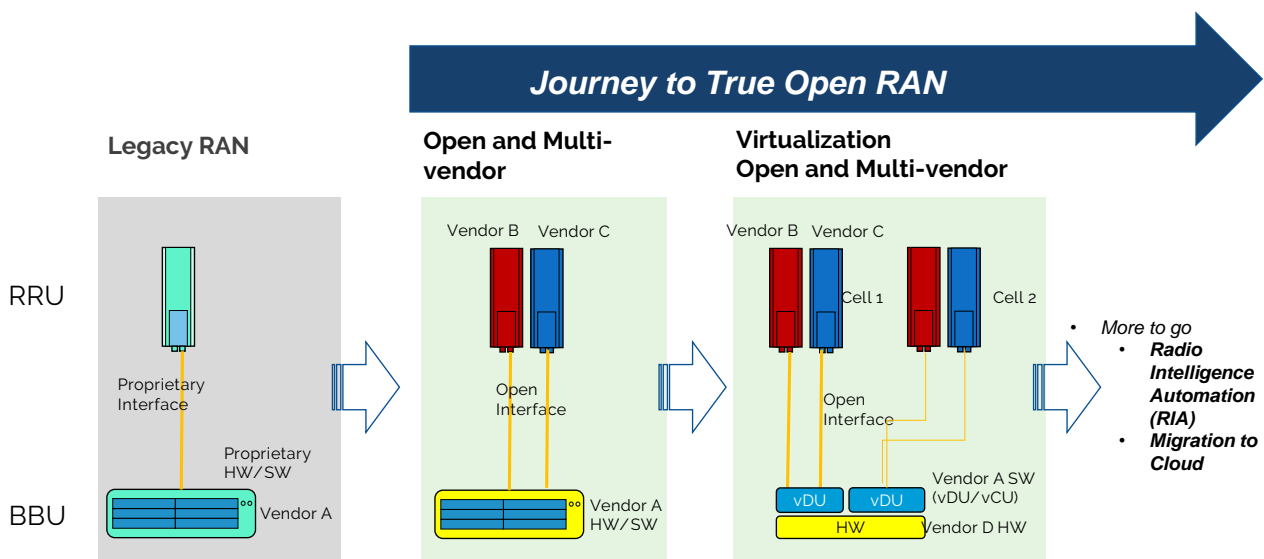 Journey to True Open RAN
Legacy RAN
Open and Multi-
vendor
Virtualization
Open and Multi-vendor
RRU
BBU
Proprietary
Interface
Proprietary
HW/SW
Vendor A
Vendor B
Vendor C
Open
Interface
Vendor A
HW/SW
Vendor B
Vendor C
Cell 1
Cell 2
Open
Interface
vDU
vDU
Vendor A SW
(vDU/vCU)
HW
Vendor D HW
• More to go
• Radio
Intelligence
Automation
(RIA)
• Migration to
Cloud